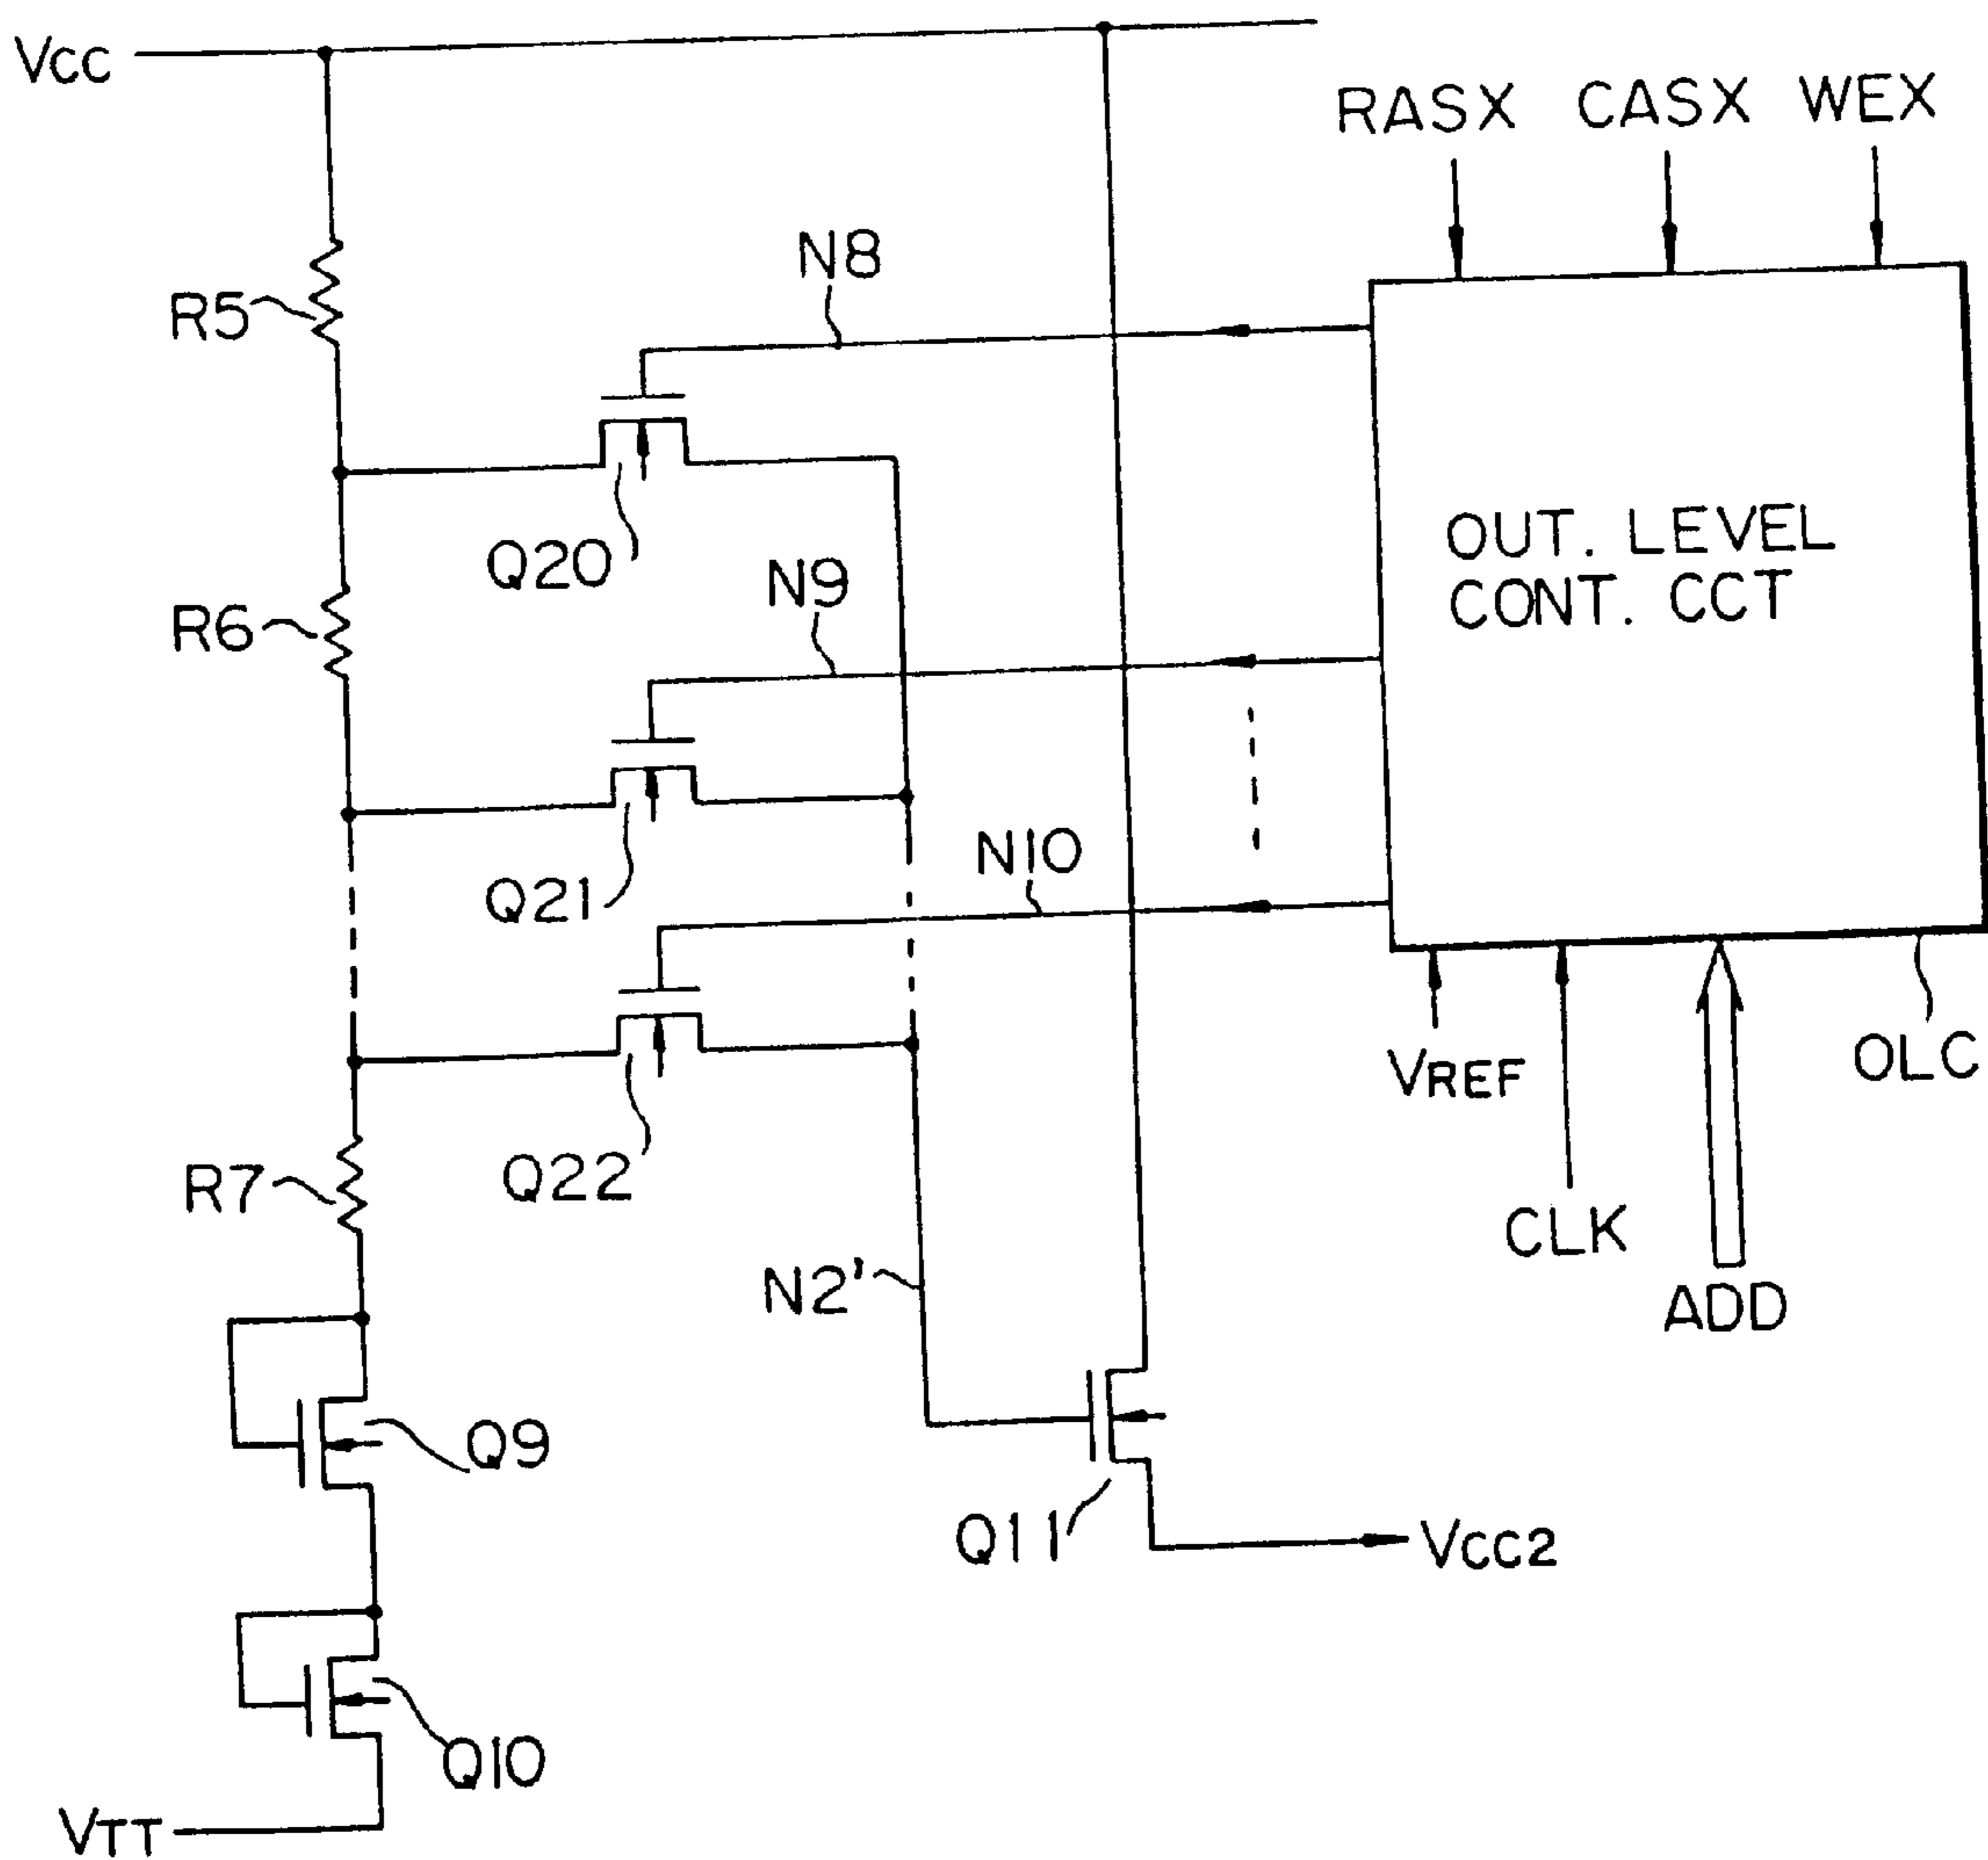 VCC
RASX CASX WEX
N8
R5
Q20
OUT. LEVEL
CONT. CCT
N9
R6
Q21
N10
VREF
OLC
Q22
R7
CLK
N2'
ADD
Q9
Q11
VCC2
Q10
VTT